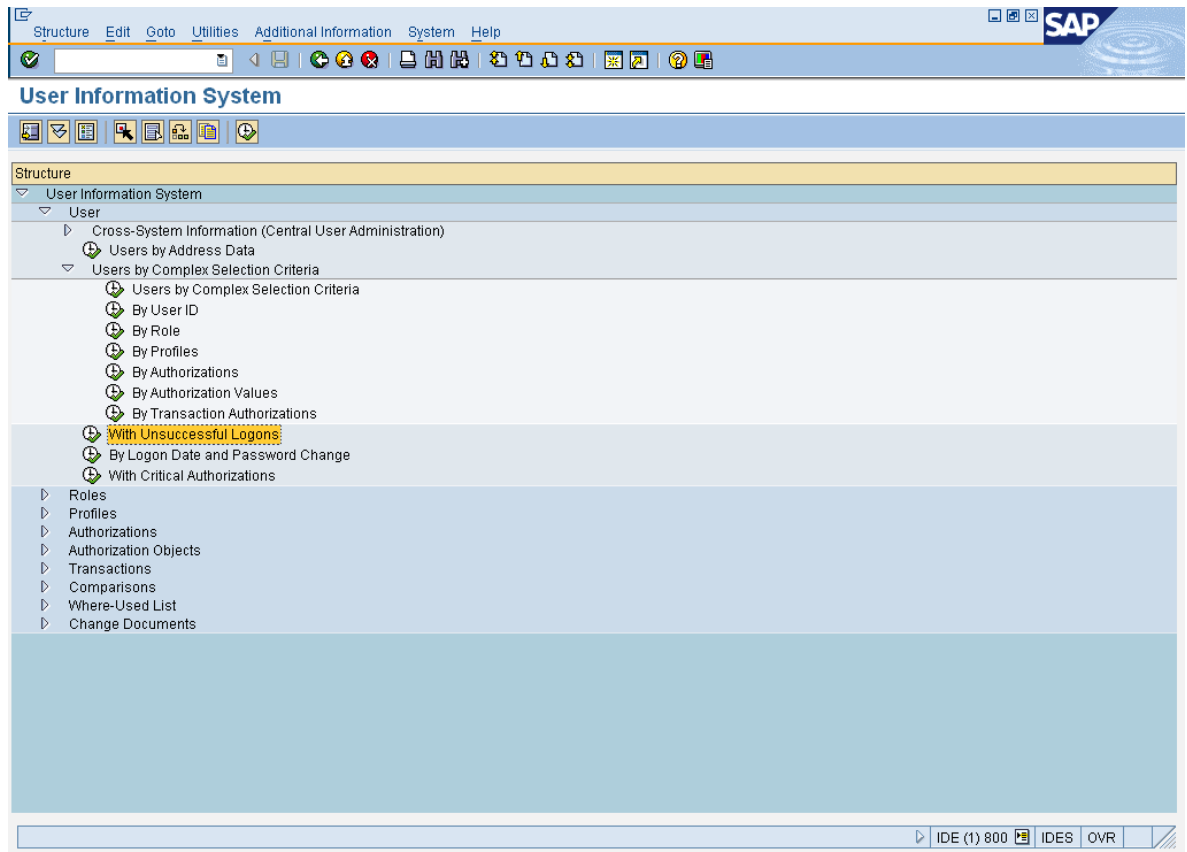 Structure Edit Goto Utilities Additional Information System Help
SAP
User Information System
Structure
User Information System
User
Cross-System Information (Central User Administration)
Users by Address Data
Users by Complex Selection Criteria
Users by Complex Selection Criteria
By User ID
By Role
By Profiles
By Authorizations
By Authorization Values
By Transaction Authorizations
With Unsuccessful Logons
By Logon Date and Password Change
With Critical Authorizations
Roles
Profiles
Authorizations
Authorization Objects
Transactions
Comparisons
Where-Used List
Change Documents
IDE (1) 800 IDES OVR